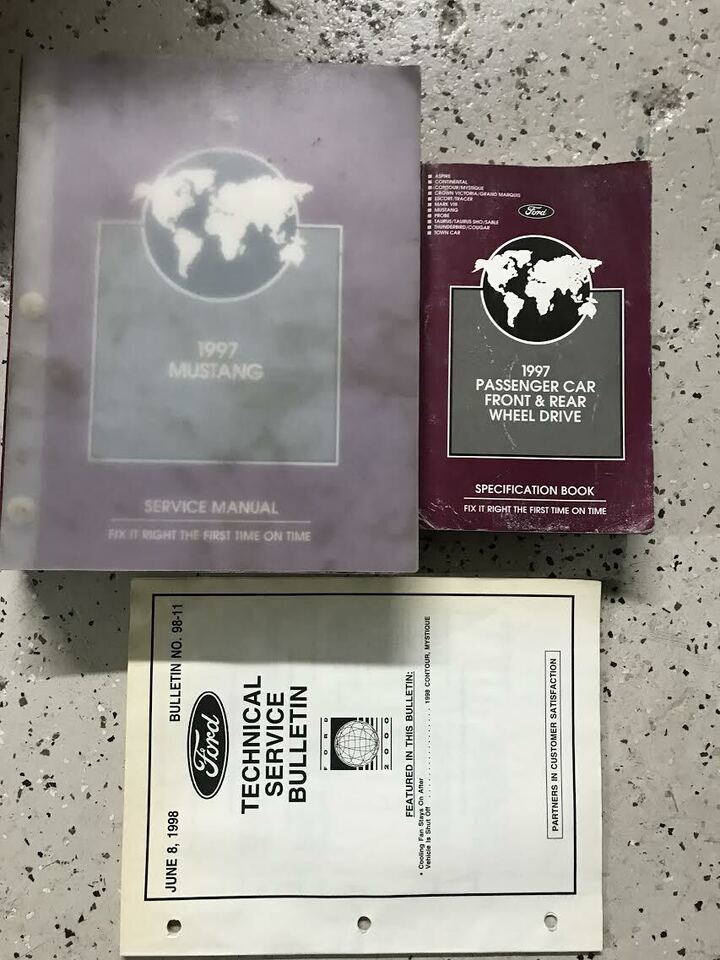 1997
MUSTANG
SERVICE MANUAL
FIX IT RIGHT THE FIRST TIME ON TIME
ASPIRE
CONTINENTAL
CONTOUR/MYSTIQUE
CROWN VICTORIA/GRAND MARQUIS
ESCORT/TRACER
MARK VIII
MUSTANG
PROBE
TAURUS/TAURUS SHO/SABLE
THUNDERBIRD/COUGAR
TOWN CAR
Ford
1997
PASSENGER CAR
FRONT & REAR
WHEEL DRIVE
SPECIFICATION BOOK
FIX IT RIGHT THE FIRST TIME ON TIME
JUNE 8, 1998 BULLETIN NO. 98-11
Ford
TECHNICAL
SERVICE
BULLETIN
FORD
2000
FEATURED IN THIS BULLETIN:
• Cooling Fan Stays On After
Vehicle Is Shut Off . . . . . . . . . . . . . . . . 1998 CONTOUR, MYSTIQUE
PARTNERS IN CUSTOMER SATISFACTION